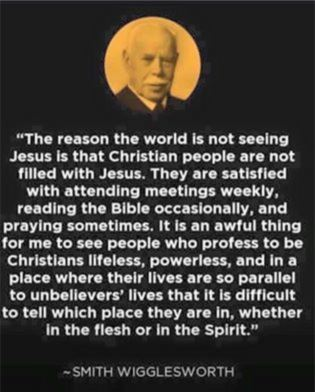 “The reason the world is not seeing
Jesus is that Christian people are not
filled with Jesus. They are satisfied
with attending meetings weekly,
reading the Bible occasionally, and
praying sometimes. It is an awful thing
for me to see people who profess to be
Christians lifeless, powerless, and in a
place where their lives are so parallel
to unbelievers’ lives that it is difficult
to tell which place they are in, whether
in the flesh or in the Spirit.”
~SMITH WIGGLESWORTH